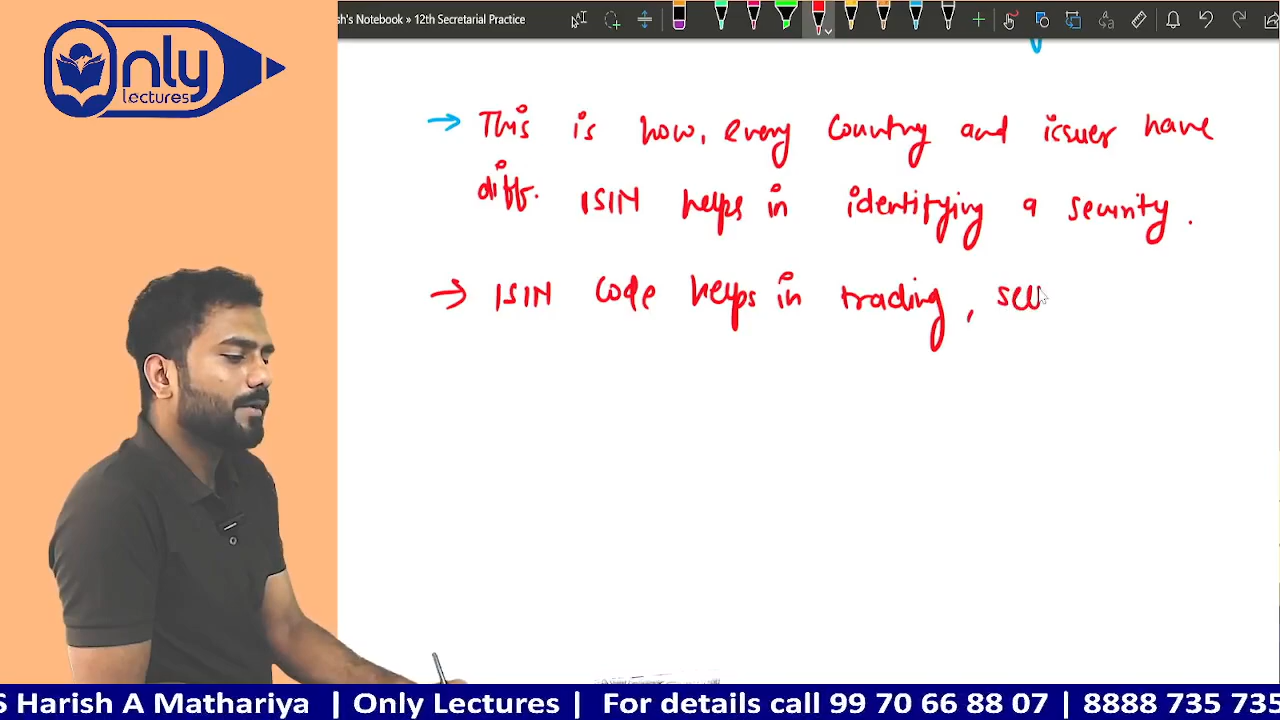 Only
lectures
sh's Notebook » 12th Secretarial Practice
→ This is how, every country and issuer have
diff. ISIN helps in identifying a security.
→ ISIN code helps in trading, sell
S Harish A Mathariya | Only Lectures | For details call 99 70 66 88 07 | 8888 735 735